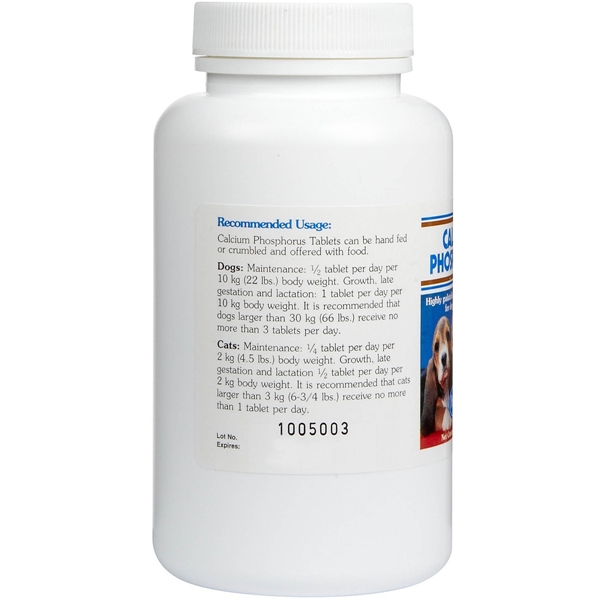 Recommended Usage:
Calcium Phosphorus Tablets can be hand fed
or crumbled and offered with food.
Dogs: Maintenance: ½ tablet per day per
10 kg (22 lbs.) body weight. Growth, late
gestation and lactation: 1 tablet per day per
10 kg body weight. It is recommended that
dogs larger than 30 kg (66 lbs.) receive no
more than 3 tablets per day.
Cats: Maintenance: ¼ tablet per day per
2 kg (4.5 lbs.) body weight. Growth, late
gestation and lactation ½ tablet per day per
2 kg body weight. It is recommended that cats
larger than 3 kg (6-3/4 lbs.) receive no more
than 1 tablet per day.
Lot No. 1005003
Expires:
CAL
PHOS
Highly
for
Net